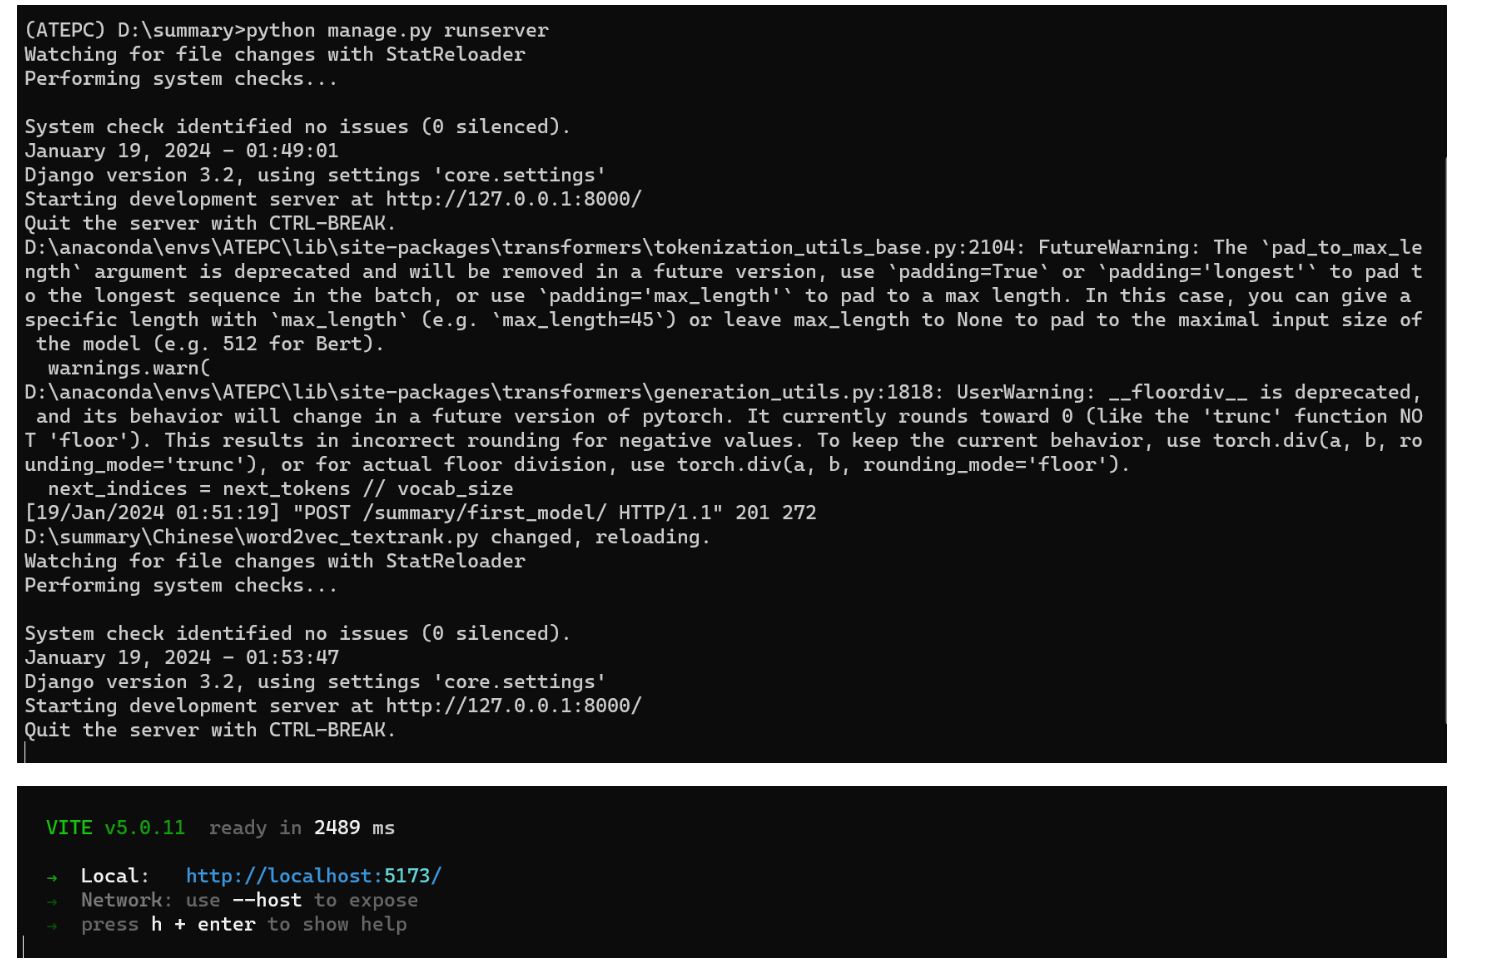 (ATEPC) D:\summary>python manage.py runserver
Watching for file changes with StatReloader
Performing system checks...
System check identified no issues (0 silenced).
January 19, 2024 - 01:49:01
Django version 3.2, using settings 'core.settings'
Starting development server at http://127.0.0.1:8000/
Quit the server with CTRL-BREAK.
D:\anaconda\envs\ATEPC\lib\site-packages\transformers\tokenization_utils_base.py:2104: FutureWarning: The `pad_to_max_le
ngth` argument is deprecated and will be removed in a future version, use `padding=True` or `padding='longest'` to pad t
o the longest sequence in the batch, or use `padding='max_length'` to pad to a max length. In this case, you can give a
specific length with `max_length` (e.g. `max_length=45`) or leave max_length to None to pad to the maximal input size of
 the model (e.g. 512 for Bert).
  warnings.warn(
D:\anaconda\envs\ATEPC\lib\site-packages\transformers\generation_utils.py:1818: UserWarning: __floordiv__ is deprecated,
 and its behavior will change in a future version of pytorch. It currently rounds toward 0 (like the 'trunc' function NO
T 'floor'). This results in incorrect rounding for negative values. To keep the current behavior, use torch.div(a, b, ro
unding_mode='trunc'), or for actual floor division, use torch.div(a, b, rounding_mode='floor').
  next_indices = next_tokens // vocab_size
[19/Jan/2024 01:51:19] "POST /summary/first_model/ HTTP/1.1" 201 272
D:\summary\Chinese\word2vec_textrank.py changed, reloading.
Watching for file changes with StatReloader
Performing system checks...
System check identified no issues (0 silenced).
January 19, 2024 - 01:53:47
Django version 3.2, using settings 'core.settings'
Starting development server at http://127.0.0.1:8000/
Quit the server with CTRL-BREAK.
VITE v5.0.11  ready in 2489 ms
→  Local:   http://localhost:5173/
→  Network: use --host to expose
→  press h + enter to show help